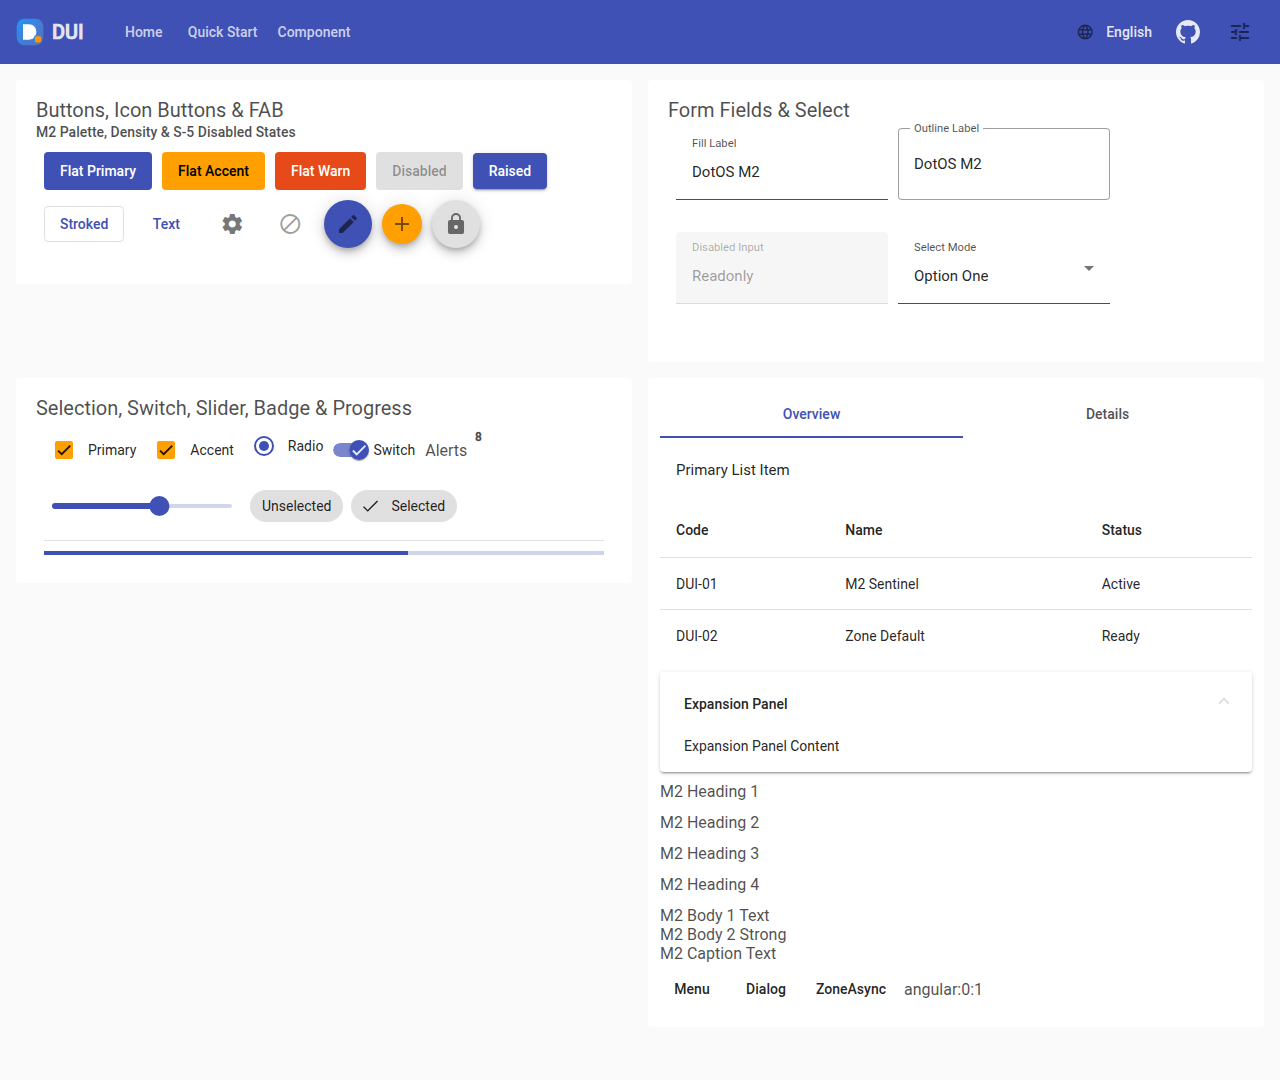 DUI Home Quick Start Component English
Buttons, Icon Buttons & FAB
M2 Palette, Density & S-5 Disabled States
Flat Primary Flat Accent Flat Warn Disabled Raised
Stroked Text
Form Fields & Select
Fill Label
DotOS M2
Outline Label
DotOS M2
Disabled Input
Readonly
Select Mode
Option One
Selection, Switch, Slider, Badge & Progress
Primary Accent Radio Switch Alerts 8
Unselected Selected
Overview Details
Primary List Item
Code Name Status
DUI-01 M2 Sentinel Active
DUI-02 Zone Default Ready
Expansion Panel
Expansion Panel Content
M2 Heading 1
M2 Heading 2
M2 Heading 3
M2 Heading 4
M2 Body 1 Text
M2 Body 2 Strong
M2 Caption Text
Menu Dialog ZoneAsync angular:0:1